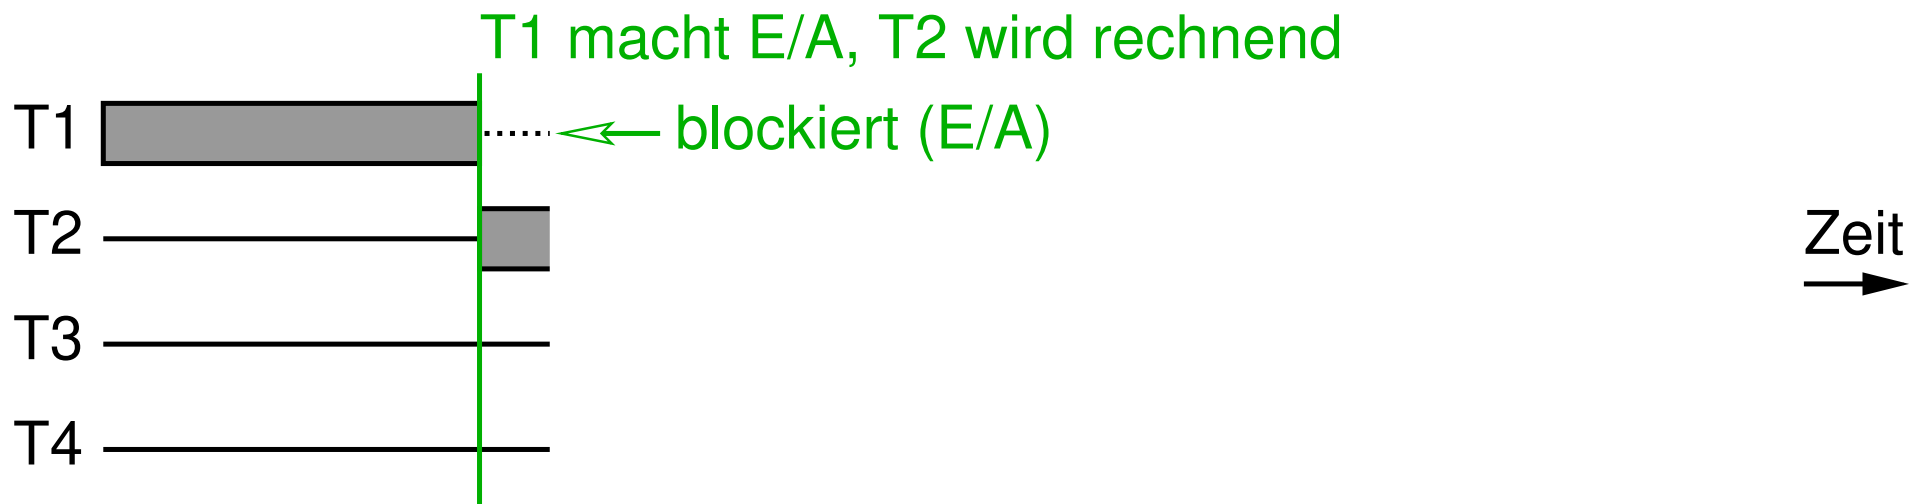 T1 macht E/A, T2 wird rechnend
T1
blockiert (E/A)
T2
Zeit
T3
T4